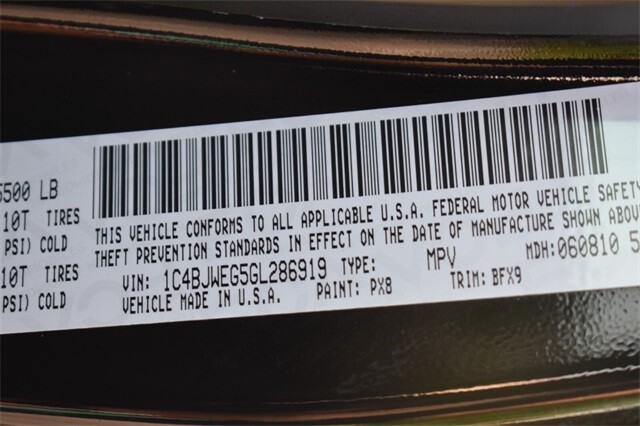 5500 LB
10T TIRES
PSI) COLD
10T TIRES
PSI) COLD
THIS VEHICLE CONFORMS TO ALL APPLICABLE U.S.A. FEDERAL MOTOR VEHICLE SAFETY
THEFT PREVENTION STANDARDS IN EFFECT ON THE DATE OF MANUFACTURE SHOWN ABOV
VIN: 1C4BJWEG5GL286919 TYPE: MPV MDH:060810 5
VEHICLE MADE IN U.S.A. PAINT: PX8 TRIM: BFX9